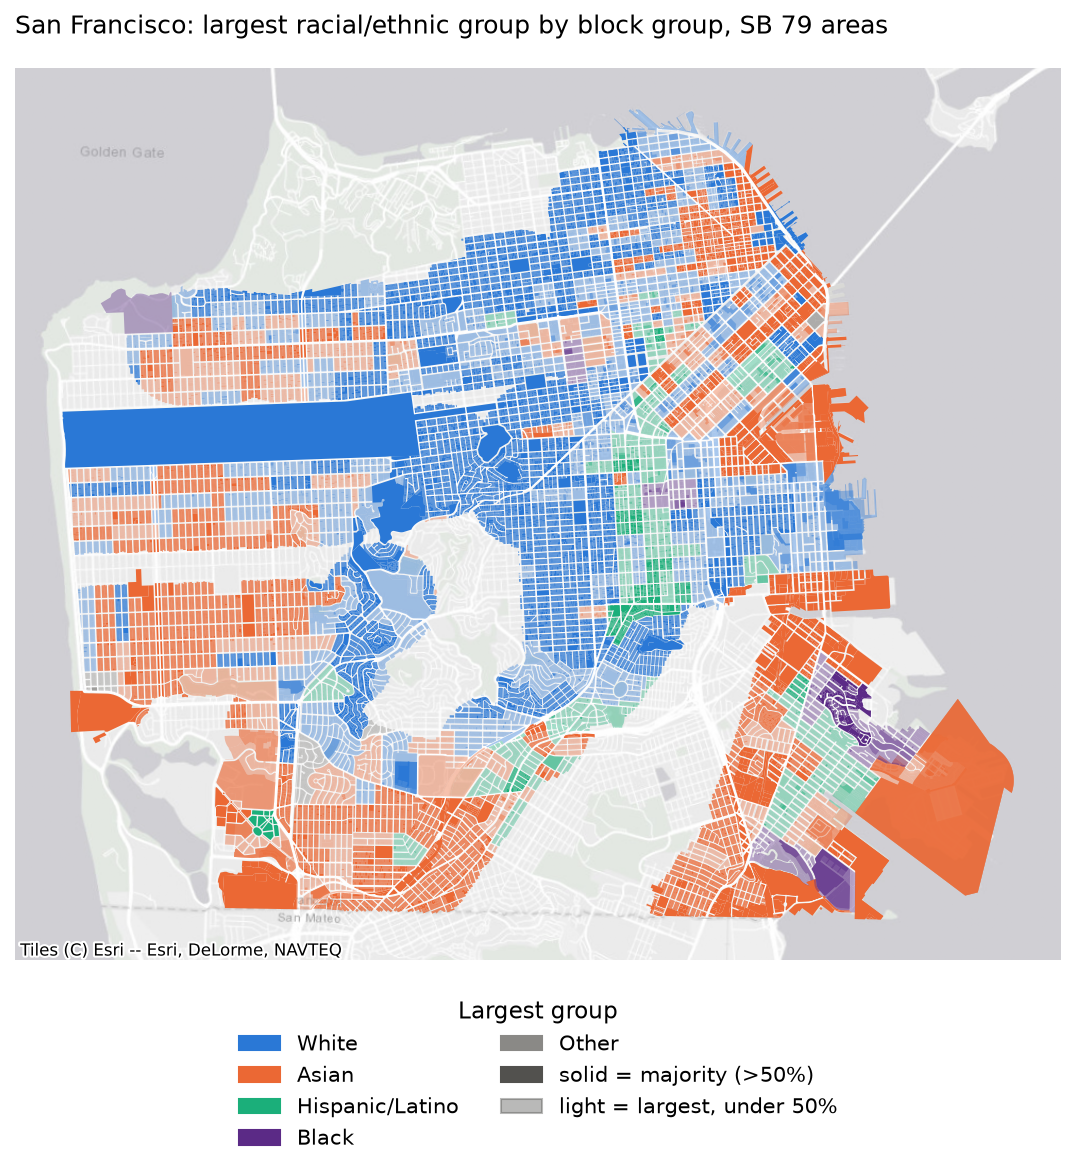 San Francisco: largest racial/ethnic group by block group, SB 79 areas
Golden Gate
San Mateo
Tiles (C) Esri -- Esri, DeLorme, NAVTEQ
Largest group
White
Asian
Hispanic/Latino
Black
Other
solid = majority (>50%)
light = largest, under 50%